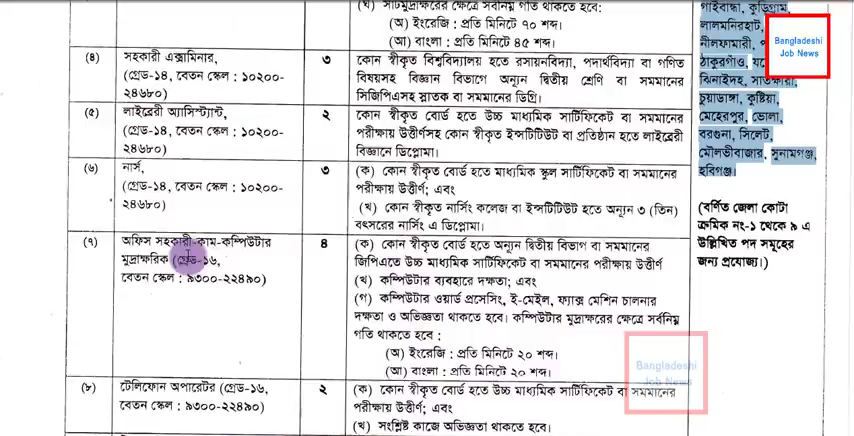 (খ) সাঁটমুদ্রাক্ষরের ক্ষেত্রে সর্বনিম্ন গতি থাকতে হবে:
(অ) ইংরেজি : প্রতি মিনিটে ৭০ শব্দ।
(আ) বাংলা : প্রতি মিনিটে ৪৫ শব্দ।
(৪)
সহকারী এক্সামিনার,
(গ্রেড-১৪, বেতন স্কেল : ১০২০০-
২৪৬৮০)
৩
কোন স্বীকৃত বিশ্ববিদ্যালয় হতে রসায়নবিদ্যা, পদার্থবিদ্যা বা গণিত
বিষয়সহ বিজ্ঞান বিভাগে অন্যূন দ্বিতীয় শ্রেণি বা সমমানের
সিজিপিএসহ স্নাতক বা সমমানের ডিগ্রি।
(৫)
লাইব্রেরী অ্যাসিস্ট্যান্ট,
(গ্রেড-১৪, বেতন স্কেল : ১০২০০-
২৪৬৮০)
২
কোন স্বীকৃত বোর্ড হতে উচ্চ মাধ্যমিক সার্টিফিকেট বা সমমানের
পরীক্ষায় উত্তীর্ণসহ কোন স্বীকৃত ইন্সটিটিউট বা প্রতিষ্ঠান হতে লাইব্রেরী
বিজ্ঞানে ডিপ্লোমা।
(৬)
নার্স,
(গ্রেড-১৪, বেতন স্কেল : ১০২০০-
২৪৬৮০)
৩
(ক) কোন স্বীকৃত বোর্ড হতে মাধ্যমিক স্কুল সার্টিফিকেট বা সমমানের
পরীক্ষায় উত্তীর্ণ; এবং
(খ) কোন স্বীকৃত নার্সিং কলেজ বা ইন্সটিটিউট হতে অন্যূন ৩ (তিন)
বৎসরের নার্সিং এ ডিপ্লোমা।
(৭)
অফিস সহকারী-কাম-কম্পিউটার
মুদ্রাক্ষরিক (গ্রেড-১৬,
বেতন স্কেল : ৯৩০০-২২৪৯০)
৪
(ক) কোন স্বীকৃত বোর্ড হতে অন্যূন দ্বিতীয় বিভাগ বা সমমানের
জিপিএতে উচ্চ মাধ্যমিক সার্টিফিকেট বা সমমানের পরীক্ষায় উত্তীর্ণ
(খ) কম্পিউটার ব্যবহারে দক্ষতা; এবং
(গ) কম্পিউটার ওয়ার্ড প্রসেসিং, ই-মেইল, ফ্যাক্স মেশিন চালনার
দক্ষতা ও অভিজ্ঞতা থাকতে হবে। কম্পিউটার মুদ্রাক্ষরের ক্ষেত্রে সর্বনিম্ন
গতি থাকতে হবে :
(অ) ইংরেজি : প্রতি মিনিটে ২০ শব্দ।
(আ) বাংলা : প্রতি মিনিটে ২০ শব্দ।
(৮)
টেলিফোন অপারেটর (গ্রেড-১৬,
বেতন স্কেল : ৯৩০০-২২৪৯০)
২
(ক) কোন স্বীকৃত বোর্ড হতে উচ্চ মাধ্যমিক সার্টিফিকেট বা সমমানের
পরীক্ষায় উত্তীর্ণ; এবং
(খ) সংশ্লিষ্ট কাজে অভিজ্ঞতা থাকতে হবে।
গাইবান্ধা, কুড়িগ্রাম,
লালমনিরহাট,
নীলফামারী,
ঠাকুরগাঁও,
ঝিনাইদহ, সাতক্ষীরা,
চুয়াডাঙ্গা, কুষ্টিয়া,
মেহেরপুর, ভোলা,
বরগুনা, সিলেট,
মৌলভীবাজার, সুনামগঞ্জ,
হবিগঞ্জ।
(বর্ণিত জেলা কোটা
ক্রমিক নং-১ থেকে ৯ এ
উল্লিখিত পদ সমূহের
জন্য প্রযোজ্য।)
Bangladeshi
Job News
Bangladeshi
Job News